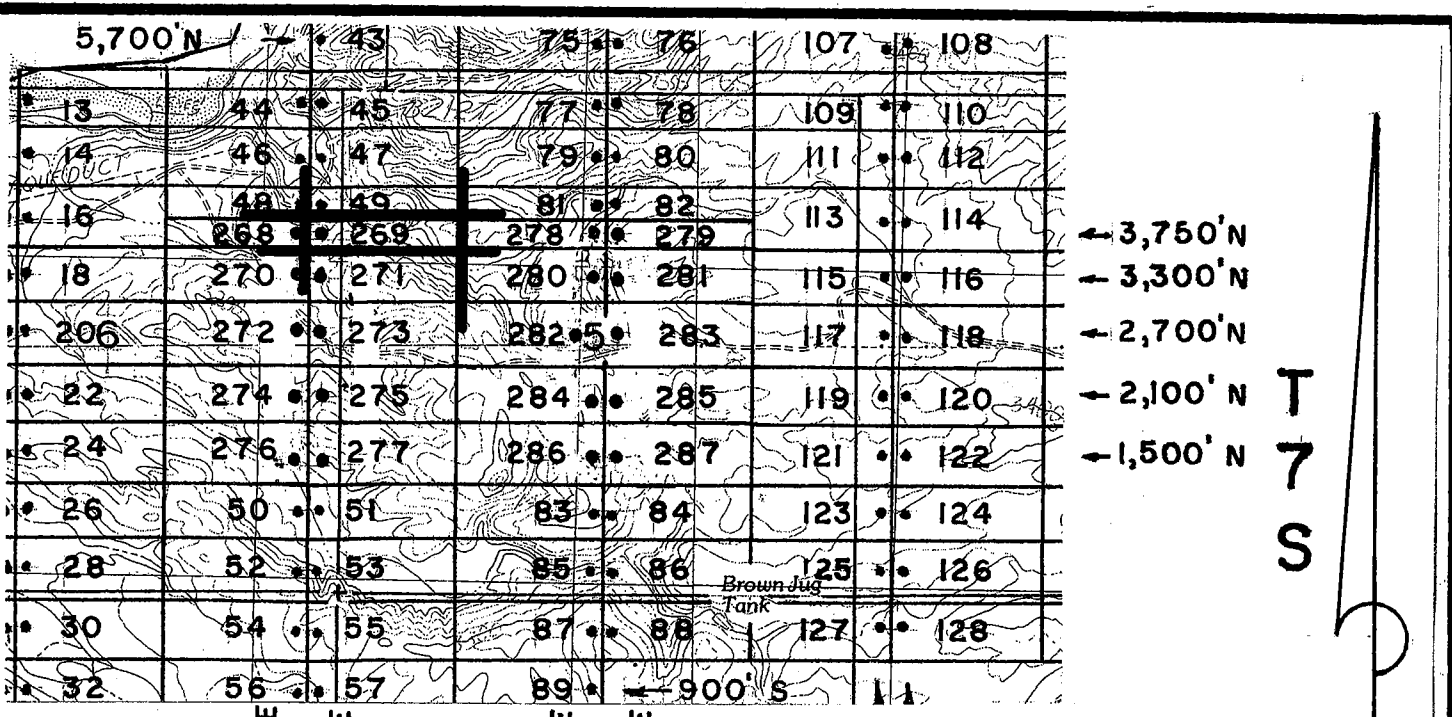 5,700'N 43 75 76 107 108
13 44 45 77 78 109 110
14 46 47 79 80 111 112
16 48 49 81 82 113 114
268 269 278 279 3,750'N
18 270 271 280 281 115 116 3,300'N
206 272 273 282 5 283 117 118 2,700'N
22 274 275 284 285 119 120 2,100' N
24 276 277 286 287 121 122 1,500' N
T
7
S
26 50 51 83 84 123 124
28 52 53 85 86 125 126
Brown Jug
Tank
30 54 55 87 88 127 128
32 56 57 89 900' S